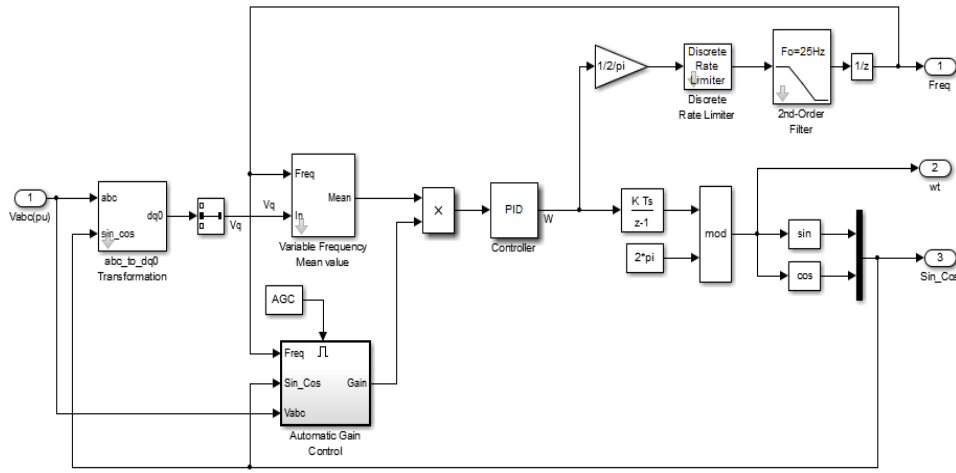 1
Vabc(pu)
abc
sin_cos
dq0
abc_to_dq0
Transformation
Vq
Vq
Freq
In
Mean
Variable Frequency
Mean value
AGC
Freq
Sin_Cos
Vabc
Gain
Automatic Gain
Control
X
PID
Controller
W
1/2/pi
Discrete
Rate
Limiter
Discrete
Rate Limiter
Fo=25Hz
2nd-Order
Filter
1/z
1
Freq
K Ts
z-1
2*pi
mod
sin
cos
2
wt
3
Sin_Cos